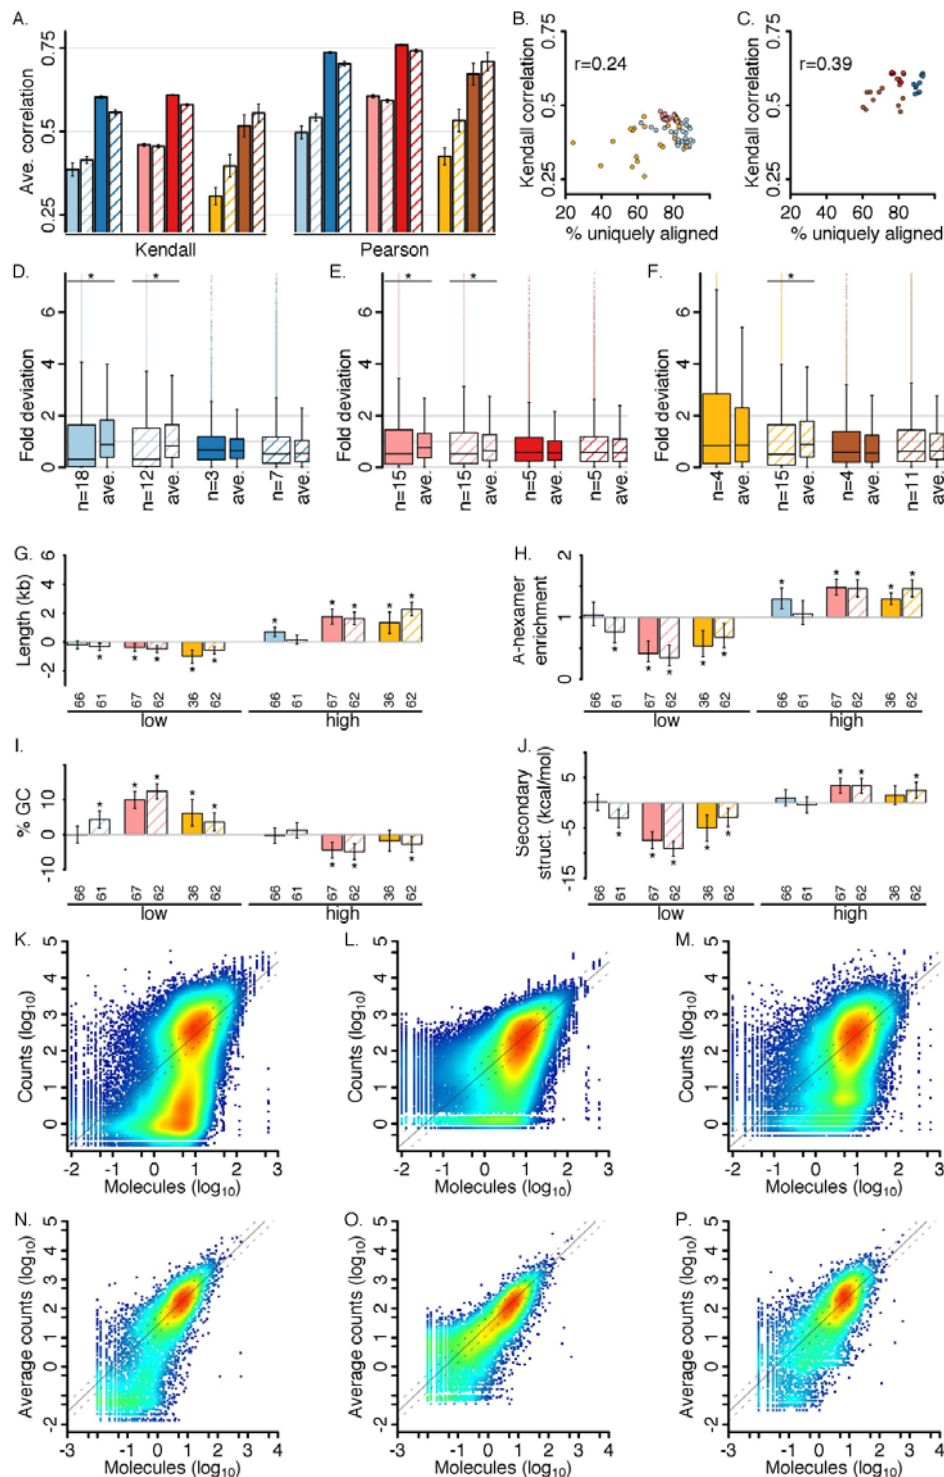 A.
Ave. correlation
0.75
0.5
0.25
Kendall
Pearson
B.
Kendall correlation
0.75
0.5
0.25
r=0.24
20 40 60 80
% uniquely aligned
C.
Kendall correlation
0.75
0.5
0.25
r=0.39
20 40 60 80
% uniquely aligned
D.
Fold deviation
6
4
2
0
* *
n=18 ave. n=12 ave. n=3 ave. n=7 ave.
E.
Fold deviation
6
4
2
0
* *
n=15 ave. n=15 ave. n=5 ave. n=5 ave.
F.
Fold deviation
6
4
2
0
*
n=4 ave. n=15 ave. n=4 ave. n=11 ave.
G.
Length (kb)
6
4
2
0
-2
66 61 67 62 36 62
low
66 61 67 62 36 62
high
H.
A-hexamer
enrichment
2
1
0
66 61 67 62 36 62
low
66 61 67 62 36 62
high
I.
% GC
10
0
-10
66 61 67 62 36 62
low
66 61 67 62 36 62
high
J.
Secondary
struct. (kcal/mol)
5
-5
-15
66 61 67 62 36 62
low
66 61 67 62 36 62
high
K.
Counts (log10)
5
3
2
1
0
-2 -1 0 1 2 3
Molecules (log10)
L.
Counts (log10)
5
3
2
1
0
-2 -1 0 1 2 3
Molecules (log10)
M.
Counts (log10)
5
3
2
1
0
-2 -1 0 1 2 3
Molecules (log10)
N.
Average counts (log10)
5
3
2
0
-2
-3 -2 -1 0 1 2 3 4
Molecules (log10)
O.
Average counts (log10)
5
3
2
0
-2
-3 -2 -1 0 1 2 3 4
Molecules (log10)
P.
Average counts (log10)
5
3
2
0
-2
-3 -2 -1 0 1 2 3 4
Molecules (log10)